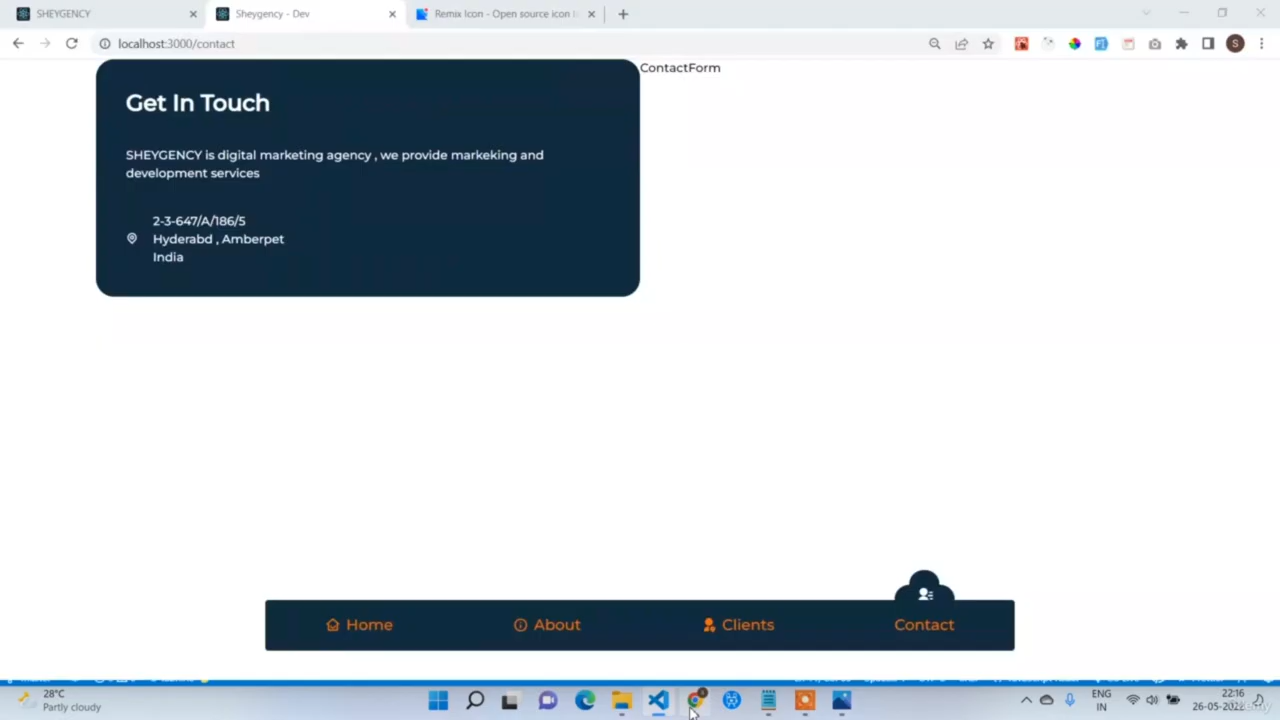 SHEYGENCY
Sheygency - Dev
Remix Icon - Open source icon
localhost:3000/contact
S
ContactForm
Get In Touch
SHEYGENCY is digital marketing agency , we provide markeking and
development services
2-3-647/A/186/5
Hyderabd , Amberpet
India
Home
About
Clients
Contact
28°C
Partly cloudy
ENG
IN
22:16
26-05-2022